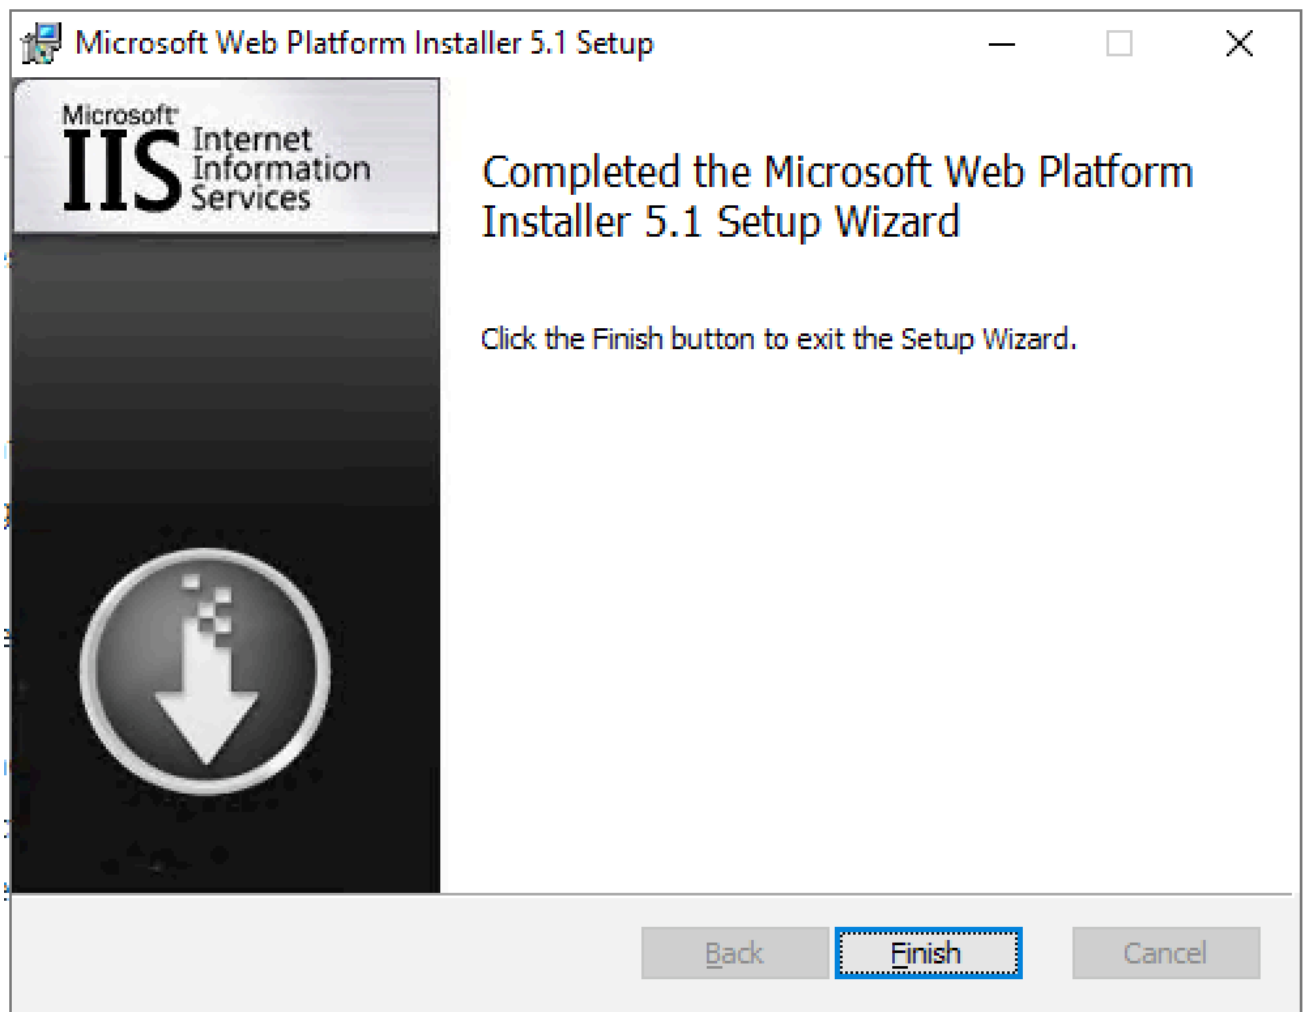 Microsoft Web Platform Installer 5.1 Setup
Microsoft
IIS Internet
Information
Services
Completed the Microsoft Web Platform
Installer 5.1 Setup Wizard
Click the Finish button to exit the Setup Wizard.
Back
Finish
Cancel